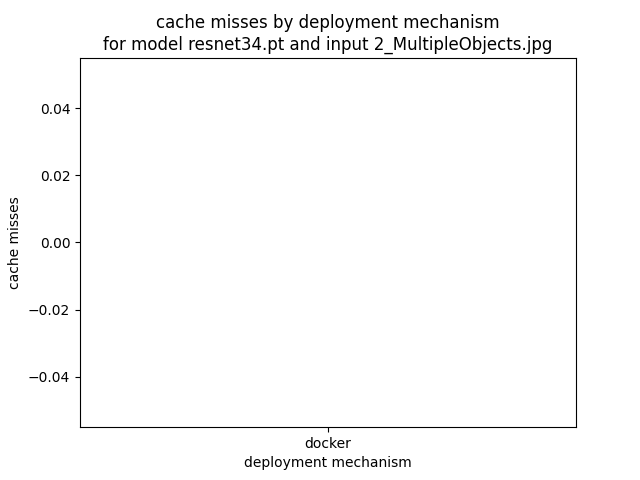 cache misses by deployment mechanism
for model resnet34.pt and input 2_MultipleObjects.jpg
cache misses
0.04
0.02
0.00
−0.02
−0.04
docker
deployment mechanism